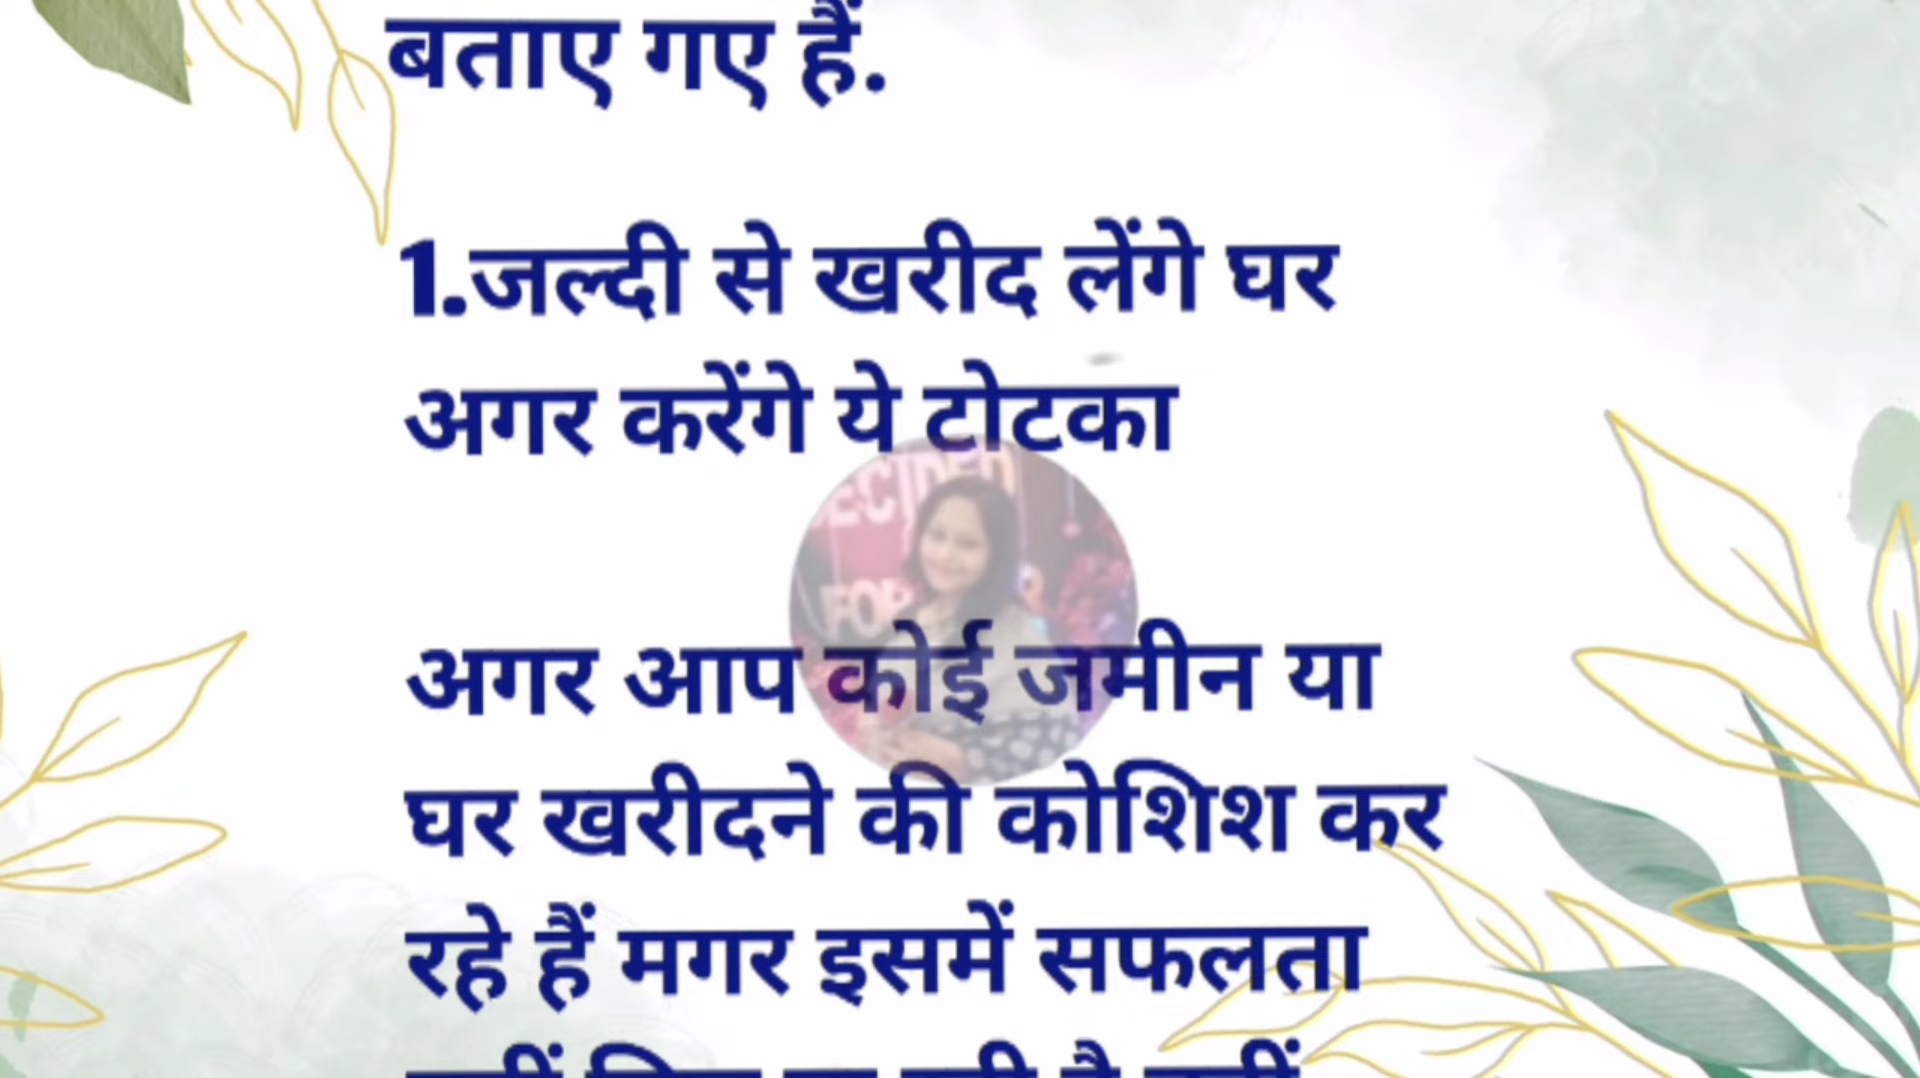 बताए गए हैं.
1.जल्दी से खरीद लेंगे घर
अगर करेंगे ये टोटका
FOR
अगर आप कोई जमीन या
घर खरीदने की कोशिश कर
रहे हैं मगर इसमें सफलता